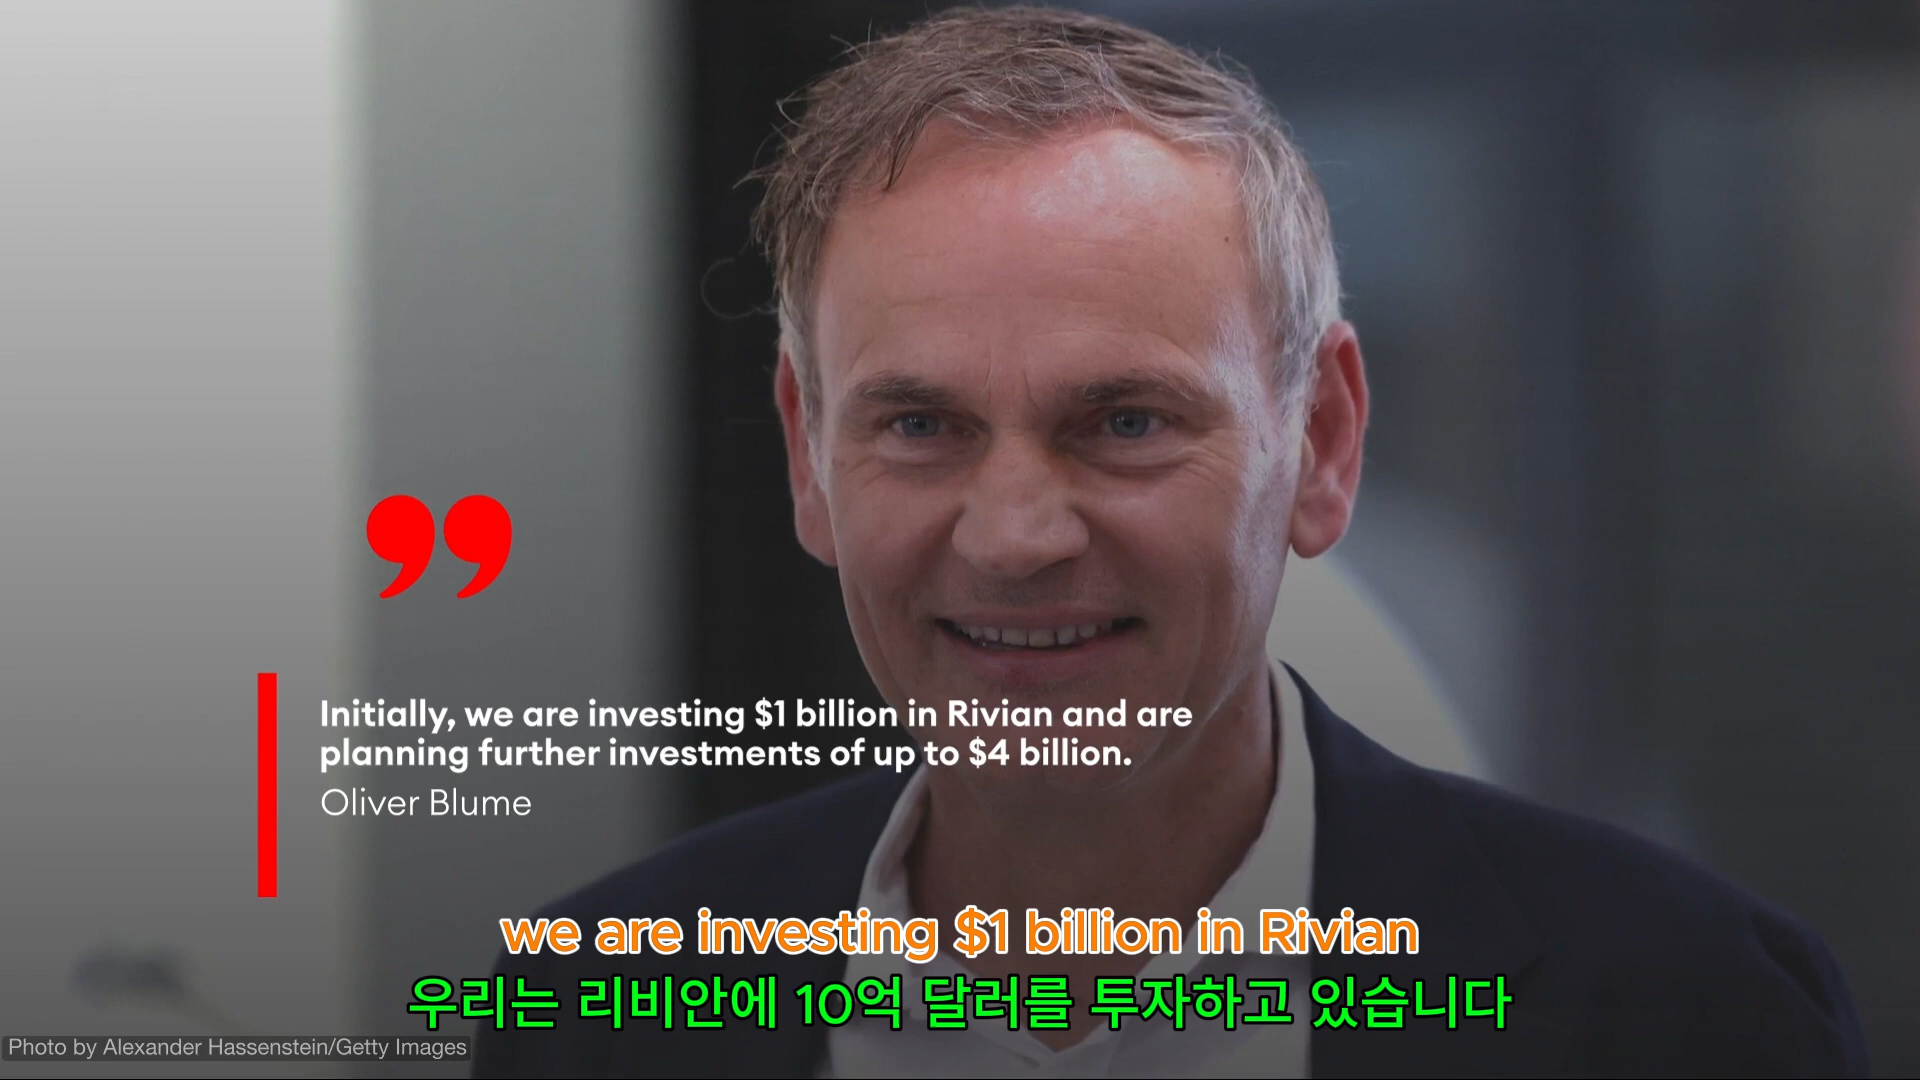 Initially, we are investing $1 billion in Rivian and are
planning further investments of up to $4 billion.
Oliver Blume
we are investing $1 billion in Rivian
우리는 리비안에 10억 달러를 투자하고 있습니다
Photo by Alexander Hassenstein/Getty Images